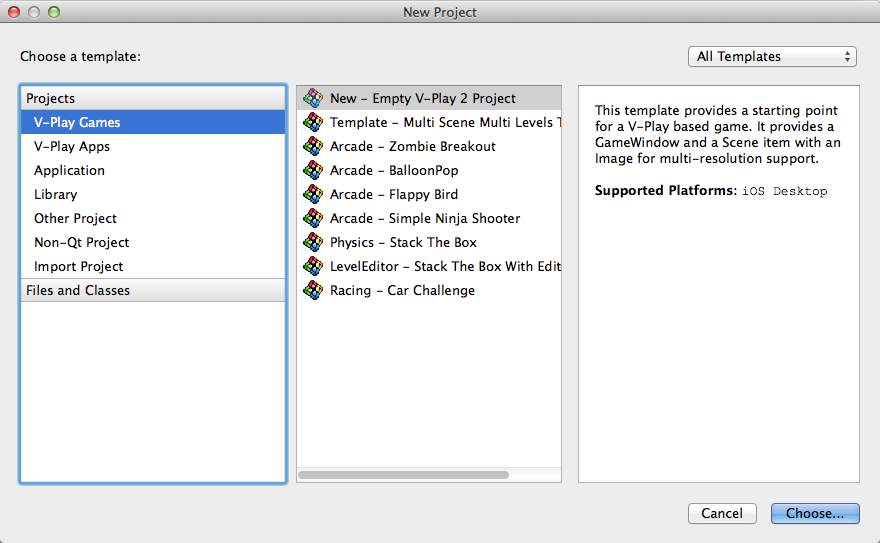 New Project
Choose a template:
All Templates
Projects
V-Play Games
V-Play Apps
Application
Library
Other Project
Non-Qt Project
Import Project
Files and Classes
New – Empty V-Play 2 Project
Template – Multi Scene Multi Levels T
Arcade – Zombie Breakout
Arcade – BalloonPop
Arcade – Flappy Bird
Arcade – Simple Ninja Shooter
Physics – Stack The Box
LevelEditor – Stack The Box With Edit
Racing – Car Challenge
This template provides a starting point
for a V-Play based game. It provides a
GameWindow and a Scene item with an
Image for multi-resolution support.
Supported Platforms: iOS Desktop
Cancel
Choose...